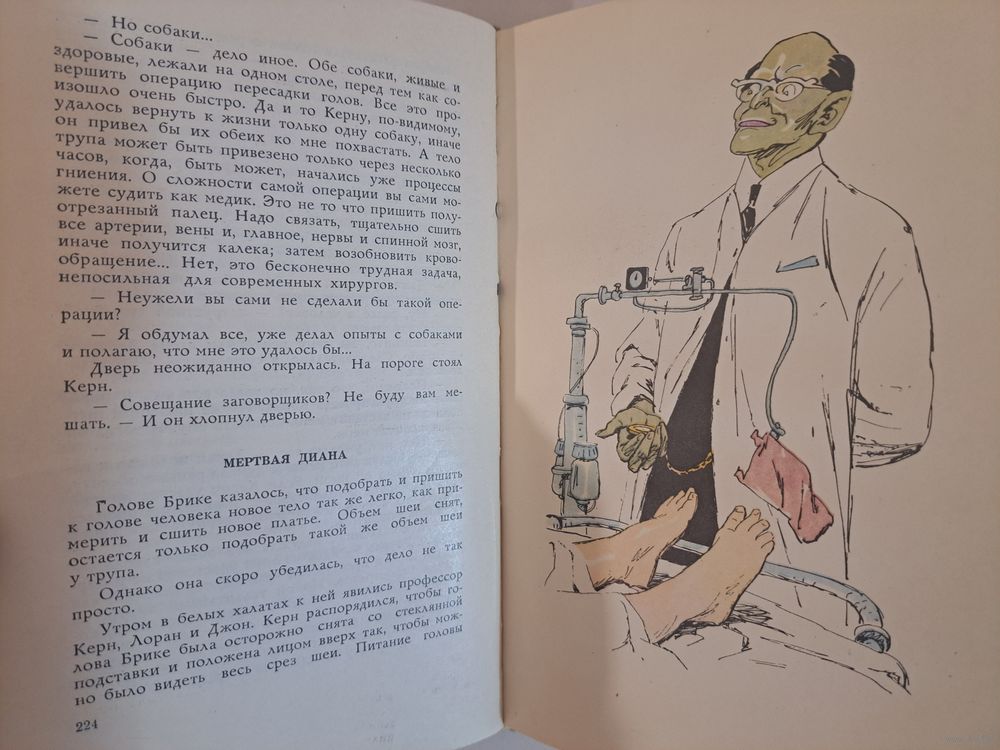 — Но собаки...
— Собаки — дело иное. Обе собаки, живые и
здоровые, лежали на одном столе, перед тем как со-
вершить операцию пересадки голов. Все это про-
изошло очень быстро. Да и то Керну, по-видимому,
удалось вернуть к жизни только одну собаку, иначе
он привел бы их обеих ко мне похвастать. А тело
трупа может быть привезено только через несколько
часов, когда, быть может, начались уже процессы
гниения. О сложности самой операции вы сами мо-
жете судить как медик. Это не то что пришить полу-
отрезанный палец. Надо связать, тщательно сшить
все артерии, вены и, главное, нервы и спинной мозг,
иначе получится калека; затем возобновить крово-
обращение... Нет, это бесконечно трудная задача,
непосильная для современных хирургов.
— Неужели вы сами не сделали бы такой опе-
рации?
— Я обдумал все, уже делал опыты с собаками
и полагаю, что мне это удалось бы...
Дверь неожиданно открылась. На пороге стоял
Керн.
— Совещание заговорщиков? Не буду вам ме-
шать. — И он хлопнул дверью.
МЕРТВАЯ ДИАНА
Голове Брике казалось, что подобрать и пришить
к голове человека новое тело так же легко, как при-
мерить и сшить новое платье. Объем шеи снят,
остается только подобрать такой же объем шеи
у трупа.
Однако она скоро убедилась, что дело не так
просто.
Утром в белых халатах к ней явились профессор
Керн, Лоран и Джон. Керн распорядился, чтобы го-
лова Брике была осторожно снята со стеклянной
подставки и положена лицом вверх так, чтобы мож-
но было видеть весь срез шеи. Питание головы
224